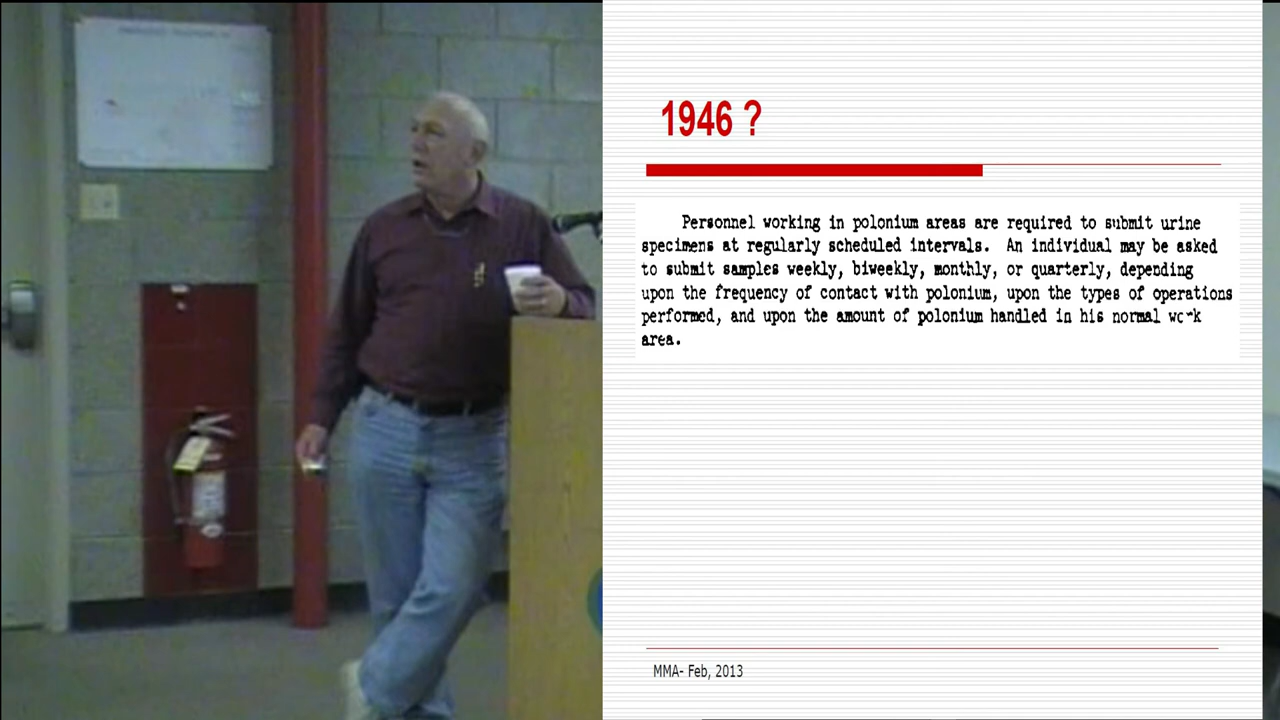 1946 ?
Personnel working in polonium areas are required to submit urine
specimens at regularly scheduled intervals. An individual may be asked
to submit samples weekly, biweekly, monthly, or quarterly, depending
upon the frequency of contact with polonium, upon the types of operations
performed, and upon the amount of polonium handled in his normal work
area.
MMA- Feb, 2013